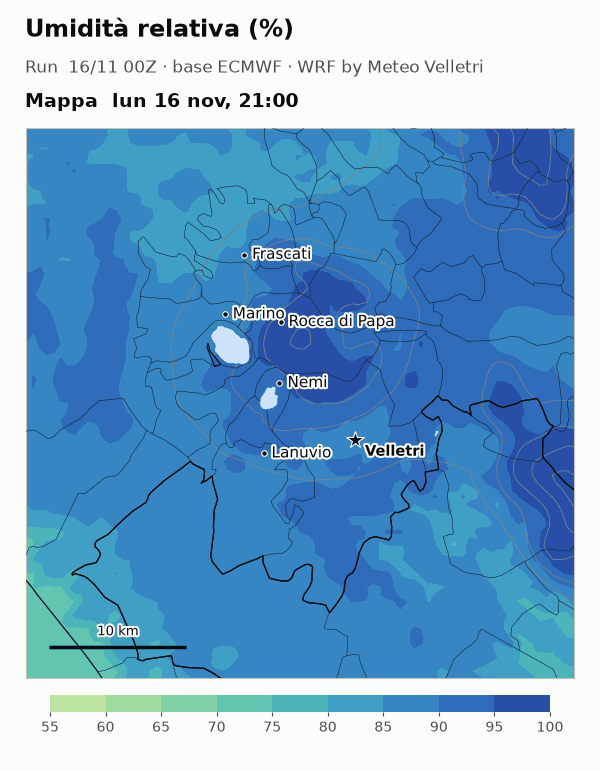 Umidità relativa (%)
Run  16/11 00Z · base ECMWF · WRF by Meteo Velletri
Mappa  lun 16 nov, 21:00
Frascati
Marino
Rocca di Papa
Nemi
Velletri
Lanuvio
10 km
55 60 65 70 75 80 85 90 95 100